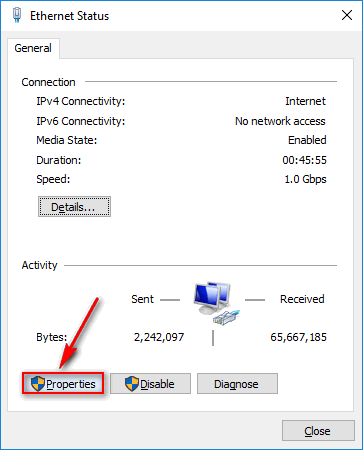 Ethernet Status
General
Connection
IPv4 Connectivity: Internet
IPv6 Connectivity: No network access
Media State: Enabled
Duration: 00:45:55
Speed: 1.0 Gbps
Details...
Activity
Sent Received
Bytes: 2,242,097 65,667,185
Properties Disable Diagnose
Close